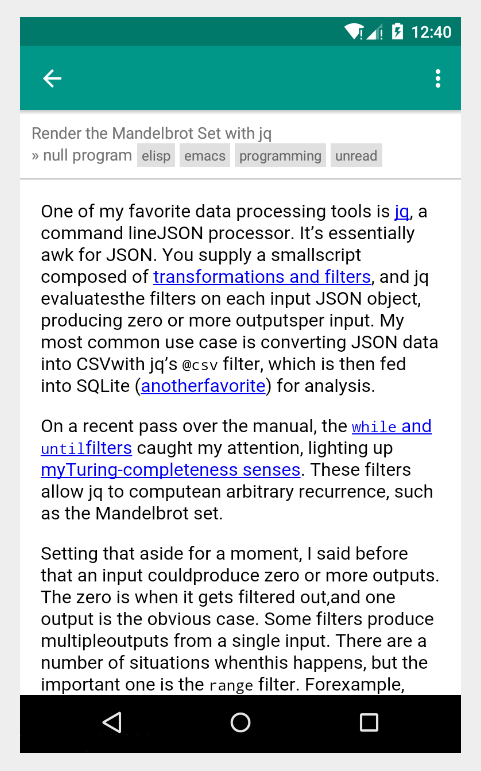 12:40
Render the Mandelbrot Set with jq
» null program elisp emacs programming unread
One of my favorite data processing tools is jq, a
command lineJSON processor. It’s essentially
awk for JSON. You supply a smallscript
composed of transformations and filters, and jq
evaluatesthe filters on each input JSON object,
producing zero or more outputsper input. My
most common use case is converting JSON data
into CSVwith jq’s @csv filter, which is then fed
into SQLite (anotherfavorite) for analysis.
On a recent pass over the manual, the while and
untilfilters caught my attention, lighting up
myTuring-completeness senses. These filters
allow jq to computean arbitrary recurrence, such
as the Mandelbrot set.
Setting that aside for a moment, I said before
that an input couldproduce zero or more outputs.
The zero is when it gets filtered out,and one
output is the obvious case. Some filters produce
multipleoutputs from a single input. There are a
number of situations whenthis happens, but the
important one is the range filter. Forexample,